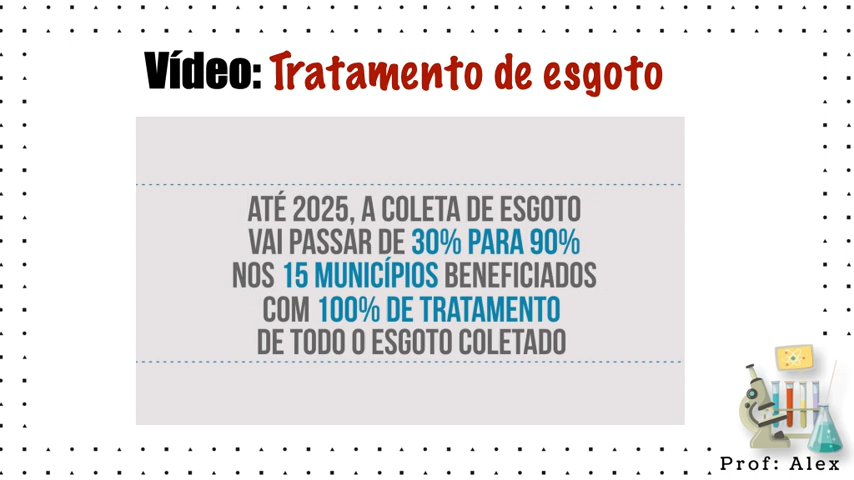 Vídeo: Tratamento de esgoto
ATÉ 2025, A COLETA DE ESGOTO
VAI PASSAR DE 30% PARA 90%
NOS 15 MUNICÍPIOS BENEFICIADOS
COM 100% DE TRATAMENTO
DE TODO O ESGOTO COLETADO
Prof: Alex